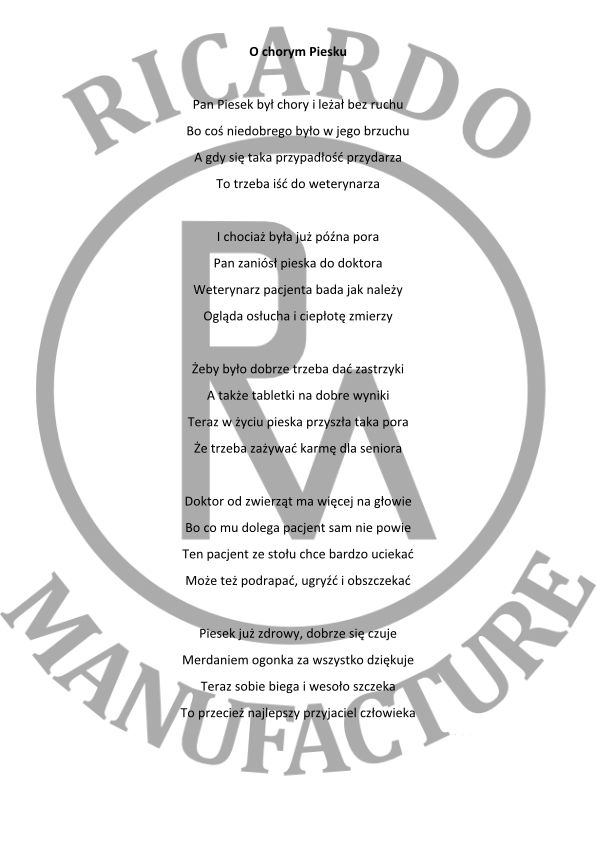 RICARDO
O chorym Piesku
Pan Piesek był chory i leżał bez ruchu
Bo coś niedobrego było w jego brzuchu
A gdy się taka przypadłość przydarza
To trzeba iść do weterynarza
I chociaż była już późna pora
Pan zaniósł pieska do doktora
Weterynarz pacjenta bada jak należy
Ogląda osłucha i ciepłotę zmierzy
Żeby było dobrze trzeba dać zastrzyki
A także tabletki na dobre wyniki
Teraz w życiu pieska przyszła taka pora
Że trzeba zażywać karmę dla seniora
Doktor od zwierząt ma więcej na głowie
Bo co mu dolega pacjent sam nie powie
Ten pacjent ze stołu chce bardzo uciekać
Może też podrapać, ugryźć i obszczekać
Piesek już zdrowy, dobrze się czuje
Merdaniem ogonka za wszystko dziękuje
Teraz sobie biega i wesoło szczeka
To przecież najlepszy przyjaciel człowieka
RM
MANUFACTURE